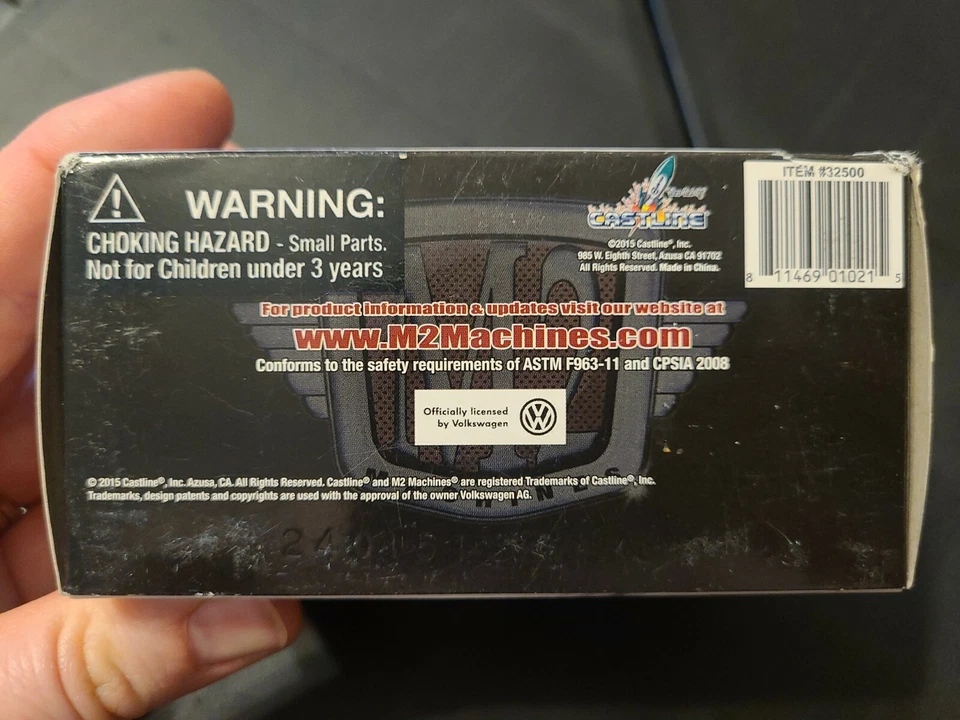 WARNING:
CHOKING HAZARD - Small Parts.
Not for Children under 3 years
CASTLINE
©2015 Castline®, Inc.
985 W. Eighth Street, Azusa CA 91702
All Rights Reserved. Made in China.
ITEM #32500
8 11469 01021 5
For product information & updates visit our website at
www.M2Machines.com
Conforms to the safety requirements of ASTM F963-11 and CPSIA 2008
Officially licensed
by Volkswagen
M2
MACHINES
© 2015 Castline®, Inc. Azusa, CA. All Rights Reserved. Castline® and M2 Machines® are registered Trademarks of Castline®, Inc.
Trademarks, design patents and copyrights are used with the approval of the owner Volkswagen AG.